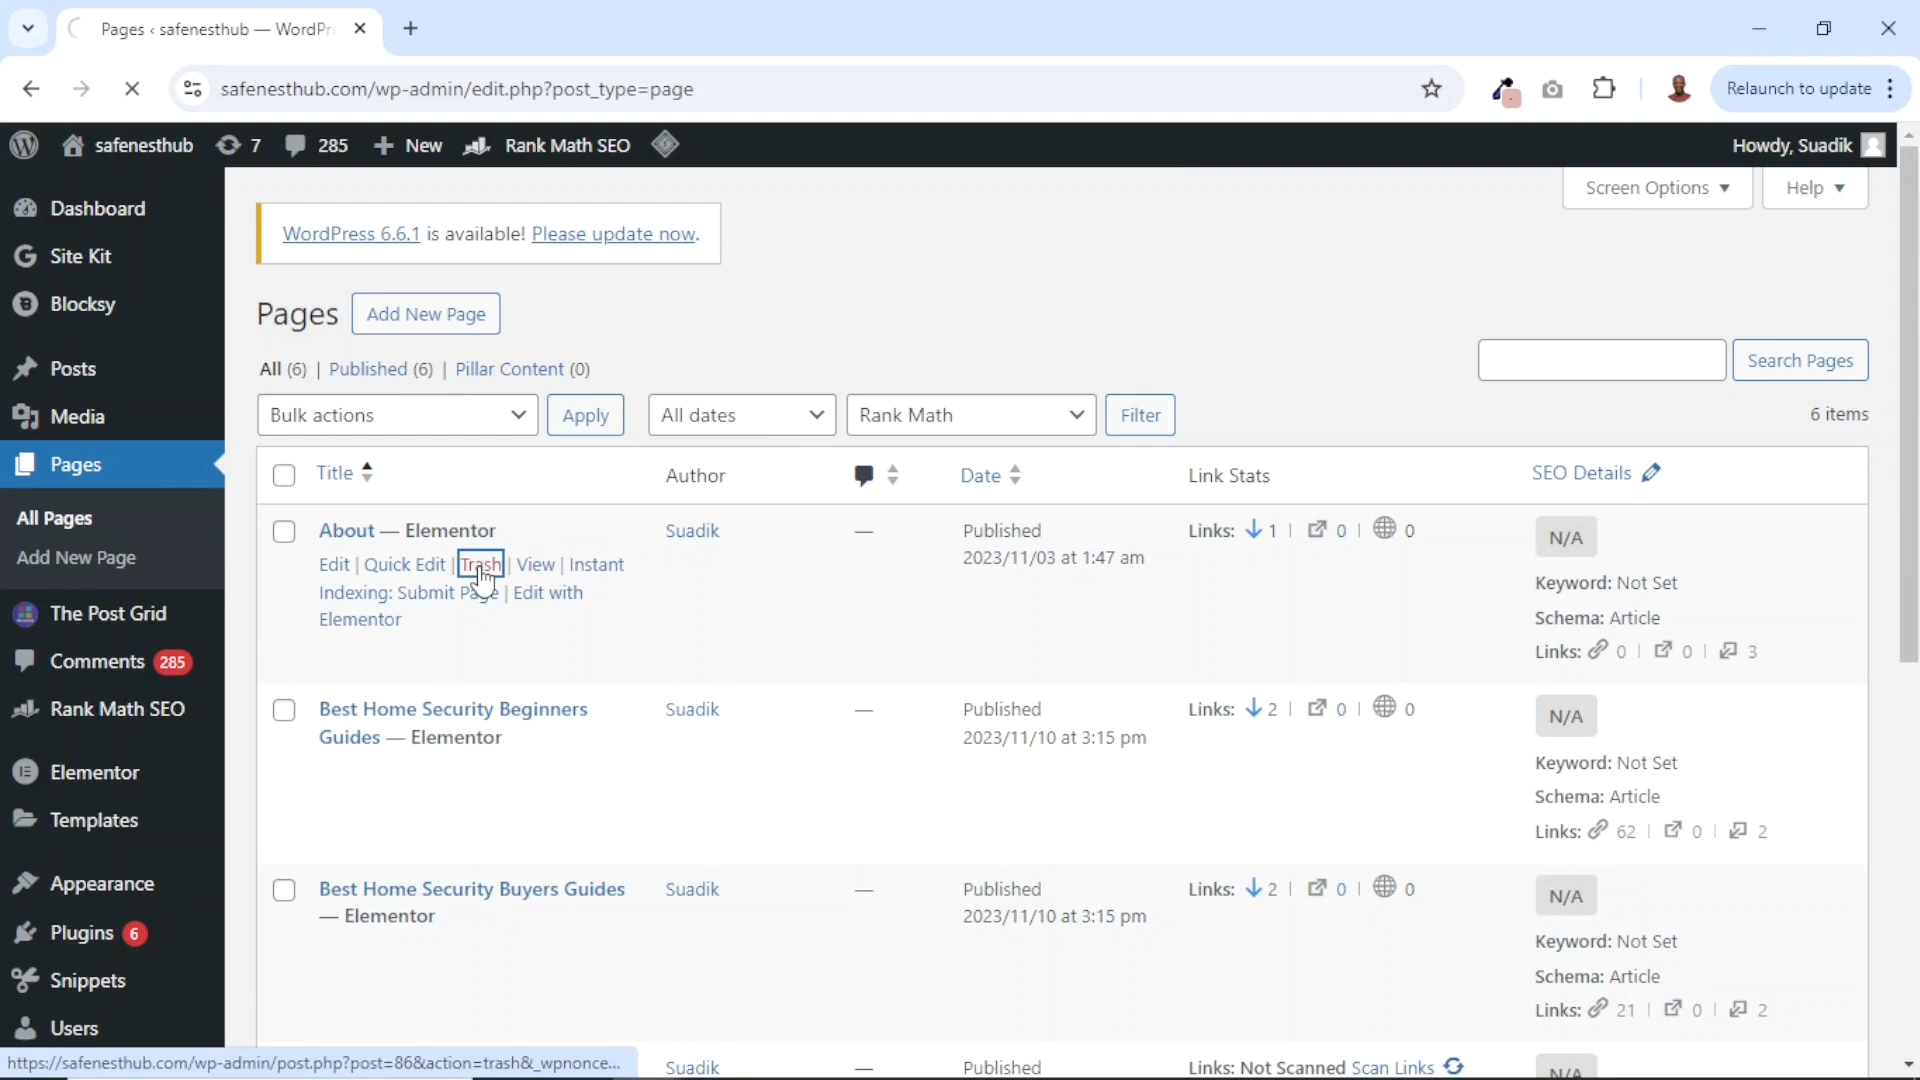 Pages ‹ safenesthub — WordPr
safenesthub.com/wp-admin/edit.php?post_type=page
Relaunch to update
safenesthub 7 285 New Rank Math SEO
Howdy, Suadik
Screen Options Help
Dashboard
Site Kit
Blocksy
Posts
Media
Pages
All Pages
Add New Page
The Post Grid
Comments 285
Rank Math SEO
Elementor
Templates
Appearance
Plugins 6
Snippets
Users
WordPress 6.6.1 is available! Please update now.
Pages Add New Page
All (6) | Published (6) | Pillar Content (0)
Search Pages
Bulk actions Apply All dates Rank Math Filter 6 items
Title Author Date Link Stats SEO Details
About — Elementor Suadik — Published Links: 1 | 0 | 0 N/A
2023/11/03 at 1:47 am
Edit | Quick Edit | Trash | View | Instant
Indexing: Submit Page | Edit with
Elementor
Keyword: Not Set
Schema: Article
Links: 0 | 0 | 3
Best Home Security Beginners Suadik — Published Links: 2 | 0 | 0 N/A
Guides — Elementor 2023/11/10 at 3:15 pm
Keyword: Not Set
Schema: Article
Links: 62 | 0 | 2
Best Home Security Buyers Guides Suadik — Published Links: 2 | 0 | 0 N/A
— Elementor 2023/11/10 at 3:15 pm
Keyword: Not Set
Schema: Article
Links: 21 | 0 | 2
Suadik — Published Links: Not Scanned Scan Links N/A
https://safenesthub.com/wp-admin/post.php?post=86&action=trash&_wpnonce...